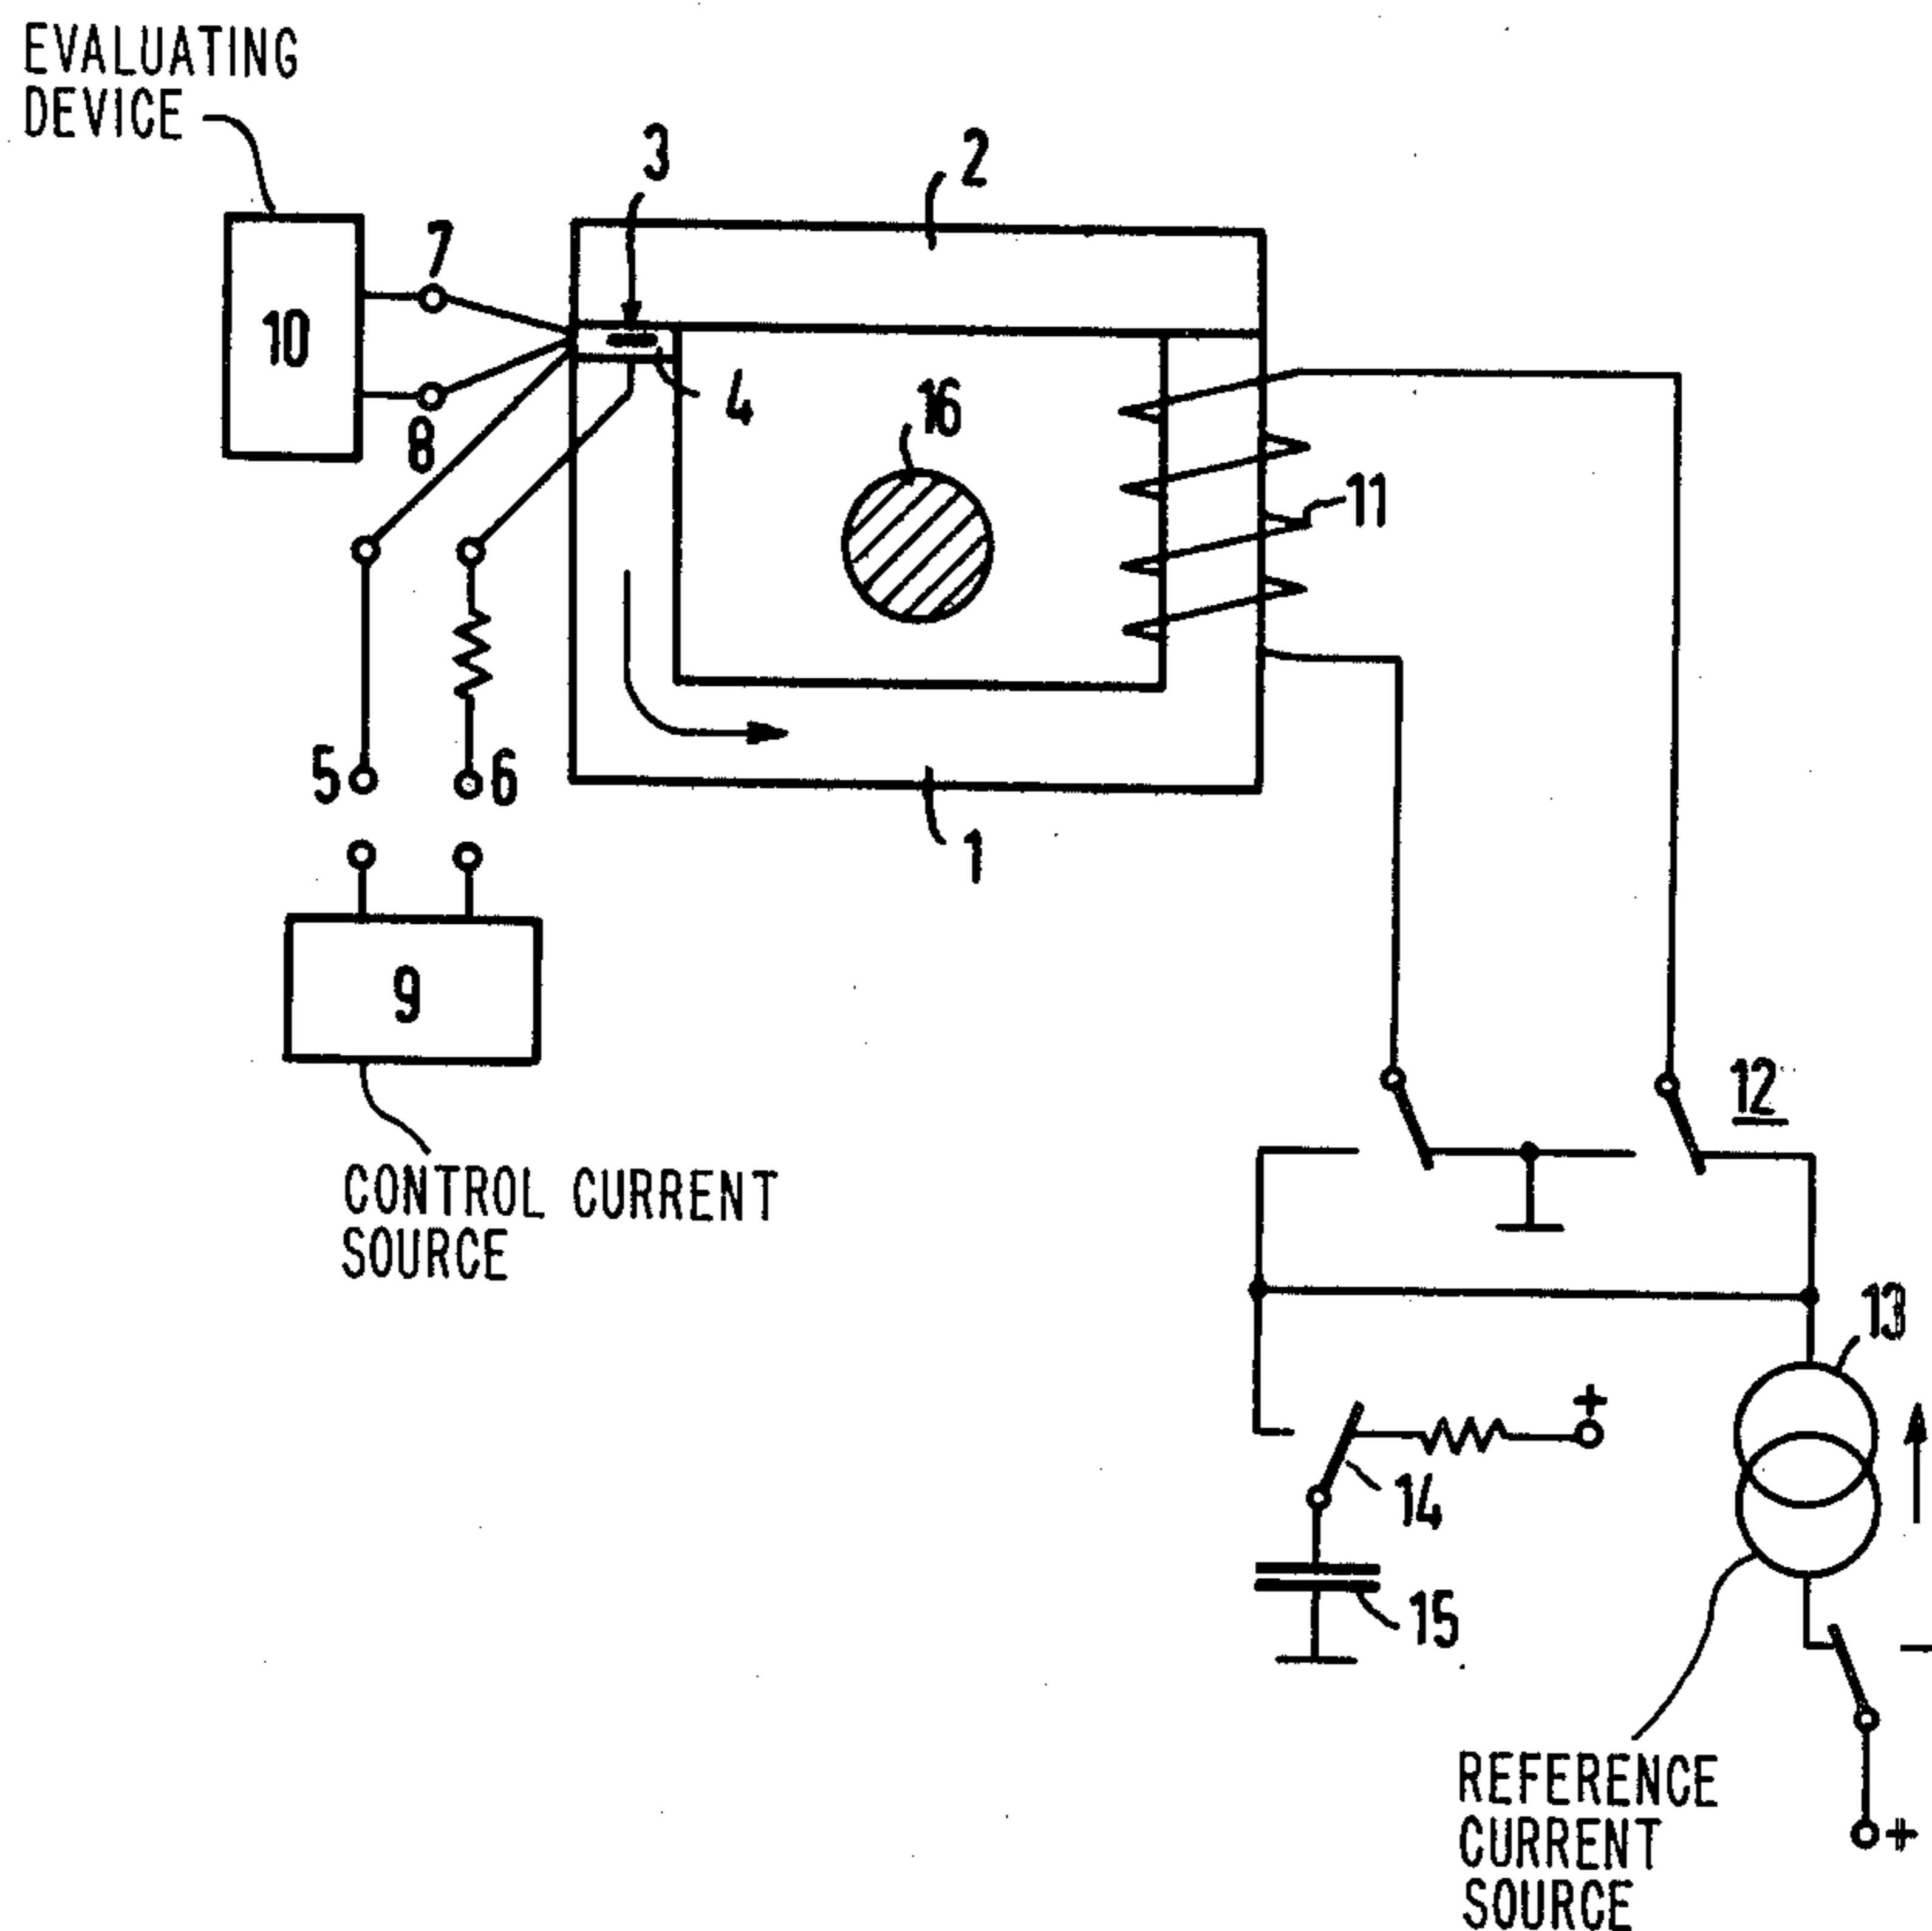 EVALUATING
DEVICE
3
2
7
10
4
16
8
11
5
6
1
9
12
CONTROL CURRENT
SOURCE
13
+
14
15
REFERENCE
CURRENT
SOURCE
+